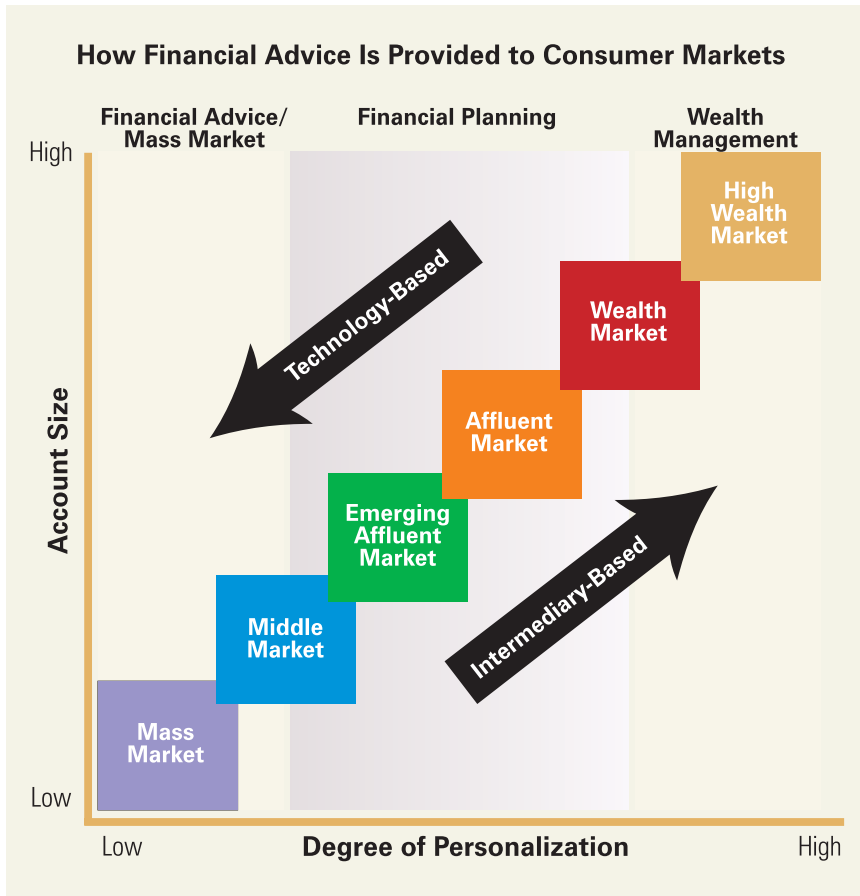 How Financial Advice Is Provided to Consumer Markets
Financial Advice/
Mass Market
Financial Planning
Wealth
Management
High
High
Wealth
Market
Technology-Based
Wealth
Market
Account Size
Affluent
Market
Emerging
Affluent
Market
Intermediary-Based
Middle
Market
Mass
Market
Low
Low
Degree of Personalization
High